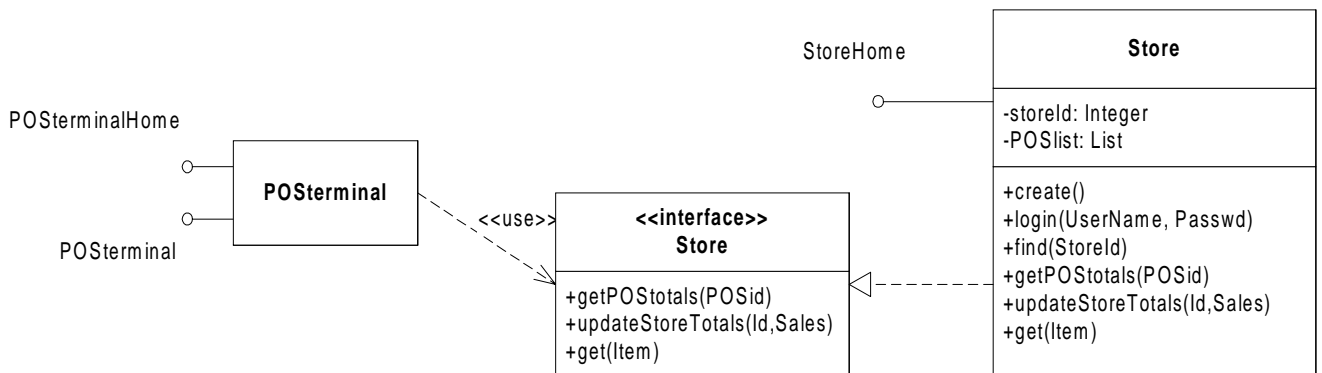 POSterminalHome
POSterminal
POSterminal
<<use>>
<<interface>>
Store
+getPOStotals(POSid)
+updateStoreTotals(Id,Sales)
+get(Item)
StoreHome
Store
-storeId: Integer
-POSlist: List
+create()
+login(UserName, Passwd)
+find(StoreId)
+getPOStotals(POSid)
+updateStoreTotals(Id,Sales)
+get(Item)